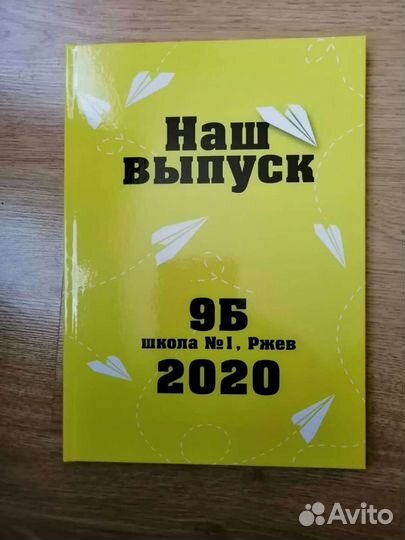 Наш
выпуск
9Б
школа №1, Ржев
2020
Avito